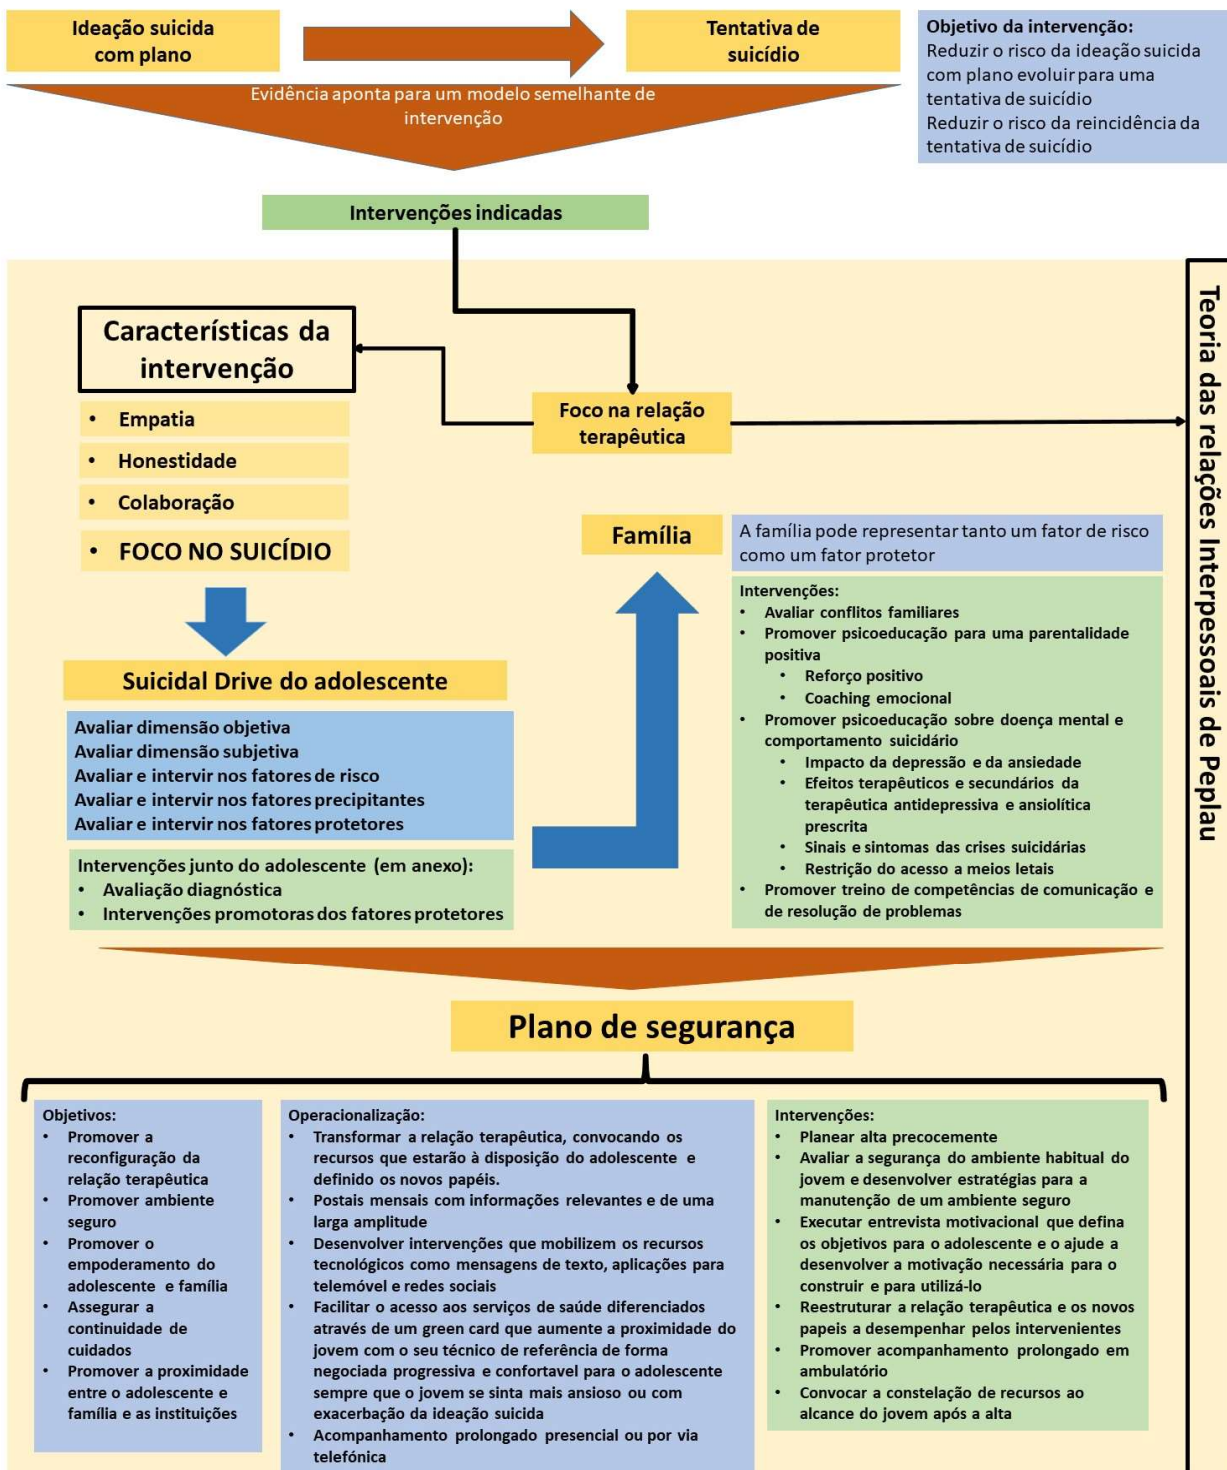 Ideação suicida
com plano
Tentativa de
suicídio
Objetivo da intervenção:
Reduzir o risco da ideação suicida
com plano evoluir para uma
tentativa de suicídio
Reduzir o risco da reincidência da
tentativa de suicídio
Evidência aponta para um modelo semelhante de
intervenção
Intervenções indicadas
Características da
intervenção
• Empatia
• Honestidade
• Colaboração
• FOCO NO SUICÍDIO
Foco na relação
terapêutica
Teoria das relações Interpessoais de Peplau
Suicidal Drive do adolescente
Avaliar dimensão objetiva
Avaliar dimensão subjetiva
Avaliar e intervir nos fatores de risco
Avaliar e intervir nos fatores precipitantes
Avaliar e intervir nos fatores protetores
Intervenções junto do adolescente (em anexo):
• Avaliação diagnóstica
• Intervenções promotoras dos fatores protetores
Família
A família pode representar tanto um fator de risco
como um fator protetor
Intervenções:
• Avaliar conflitos familiares
• Promover psicoeducação para uma parentalidade
positiva
• Reforço positivo
• Coaching emocional
• Promover psicoeducação sobre doença mental e
comportamento suicidário
• Impacto da depressão e da ansiedade
• Efeitos terapêuticos e secundários da
terapêutica antidepressiva e ansiolítica
prescrita
• Sinais e sintomas das crises suicidárias
• Restrição do acesso a meios letais
• Promover treino de competências de comunicação e
de resolução de problemas
Plano de segurança
Objetivos:
• Promover a
reconfiguração da
relação terapêutica
• Promover ambiente
seguro
• Promover o
empoderamento do
adolescente e família
• Assegurar a
continuidade de
cuidados
• Promover a proximidade
entre o adolescente e
família e as instituições
Operacionalização:
• Transformar a relação terapêutica, convocando os
recursos que estarão à disposição do adolescente e
definido os novos papéis.
• Postais mensais com informações relevantes e de uma
larga amplitude
• Desenvolver intervenções que mobilizem os recursos
tecnológicos como mensagens de texto, aplicações para
telemóvel e redes sociais
• Facilitar o acesso aos serviços de saúde diferenciados
através de um green card que aumente a proximidade do
jovem com o seu técnico de referência de forma
negociada progressiva e confortavel para o adolescente
sempre que o jovem se sinta mais ansioso ou com
exacerbação da ideação suicida
• Acompanhamento prolongado presencial ou por via
telefónica
Intervenções:
• Planear alta precocemente
• Avaliar a segurança do ambiente habitual do
jovem e desenvolver estratégias para a
manutenção de um ambiente seguro
• Executar entrevista motivacional que defina
os objetivos para o adolescente e o ajude a
desenvolver a motivação necessária para o
construir e para utilizá-lo
• Reestruturar a relação terapêutica e os novos
papeis a desempenhar pelos intervenientes
• Promover acompanhamento prolongado em
ambulatório
• Convocar a constelação de recursos ao
alcance do jovem após a alta